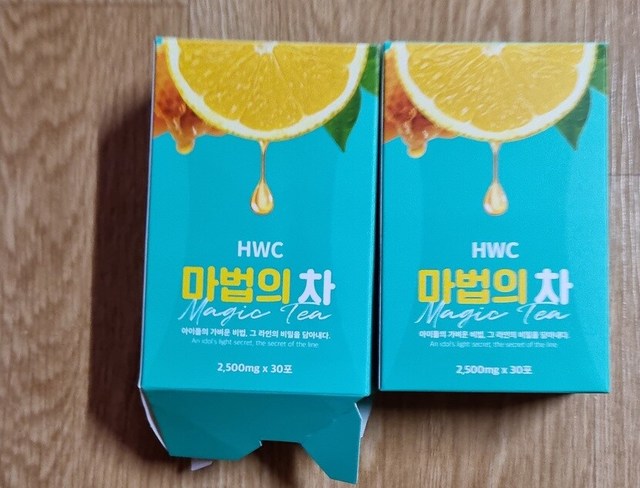 HWC
마법의 차
Magic Tea
아이돌의 가벼운 비법, 그 라인의 비밀을 담아내다.
An idol's light secret, the secret of the line
2,500mg x 30포
HWC
마법의 차
Magic Tea
아이돌의 가벼운 비법, 그 라인의 비밀을 담아내다.
An idol's light secret, the secret of the line
2,500mg x 30포